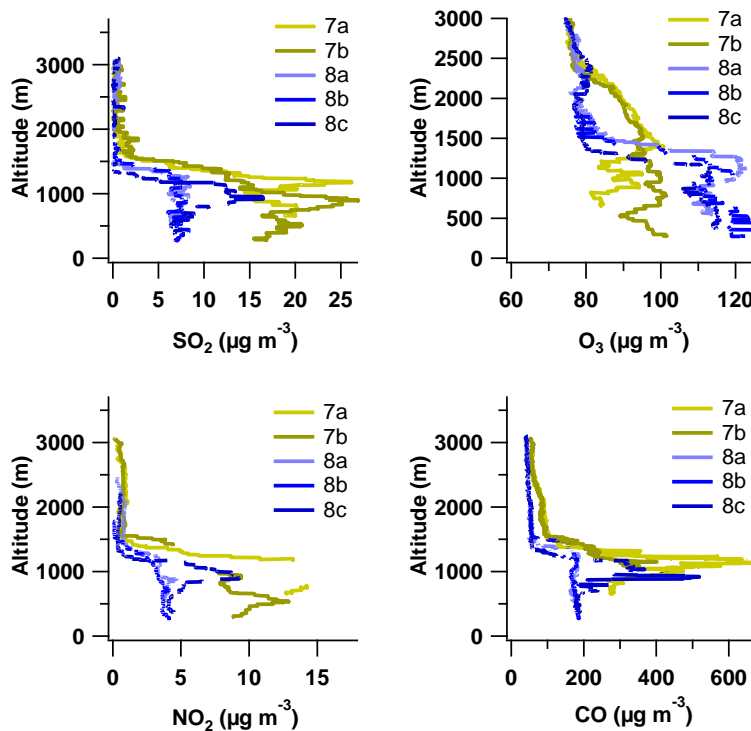 7a
7b
8a
8b
8c
3000
2000
1500
1000
0
Altitude (m)
0
5
10
15
20
25
SO₂ (µg m⁻³)
7a
7b
8a
8b
8c
3000
2500
2000
1500
1000
500
0
Altitude (m)
60
80
100
120
O₃ (µg m⁻³)
7a
7b
8a
8b
8c
3000
2000
1000
0
Altitude (m)
0
5
10
15
NO₂ (µg m⁻³)
7a
7b
8a
8b
8c
3000
2000
1000
0
Altitude (m)
0
200
400
600
CO (µg m⁻³)